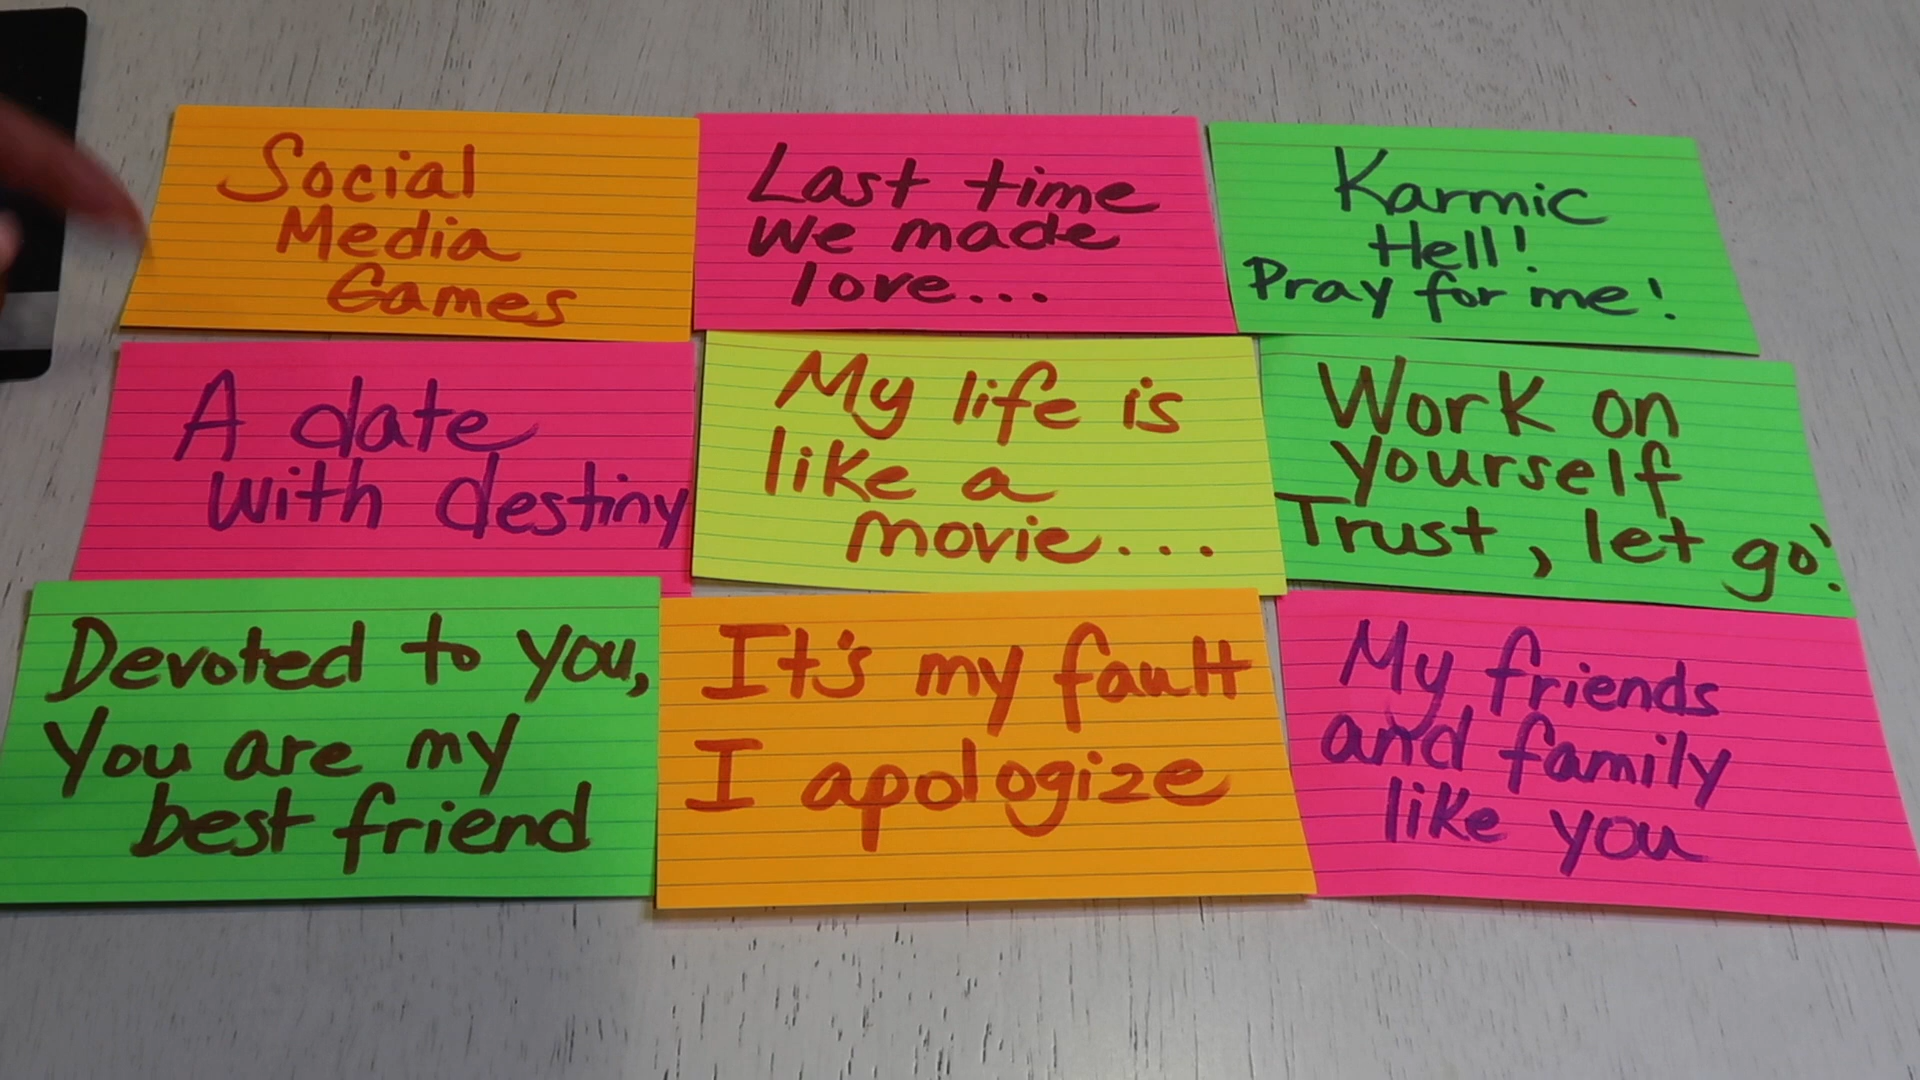 Social
Media
Games
Last time
we made
love...
Karmic
Hell!
Pray for me!
A date
with destiny
My life is
like a
movie...
Work on
yourself
Trust, let go!
Devoted to you,
You are my
best friend
It's my fault
I apologize
My friends
and family
like you